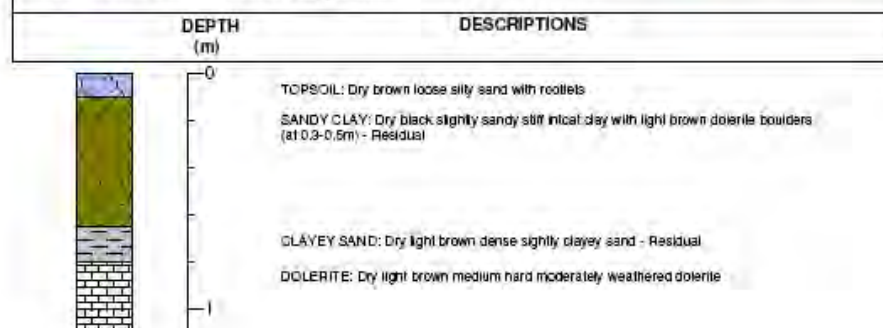 DEPTH
(m)
DESCRIPTIONS
0
TOPSOIL: Dry brown loose silty sand with rootlets
SANDY CLAY: Dry black slightly sandy stiff intcat clay with light brown dolerite boulders
(at 0.3-0.5m) - Residual
CLAYEY SAND: Dry light brown dense sightly clayey sand - Residual
DOLERITE: Dry light brown medium hard moderately weathered dolerite
1